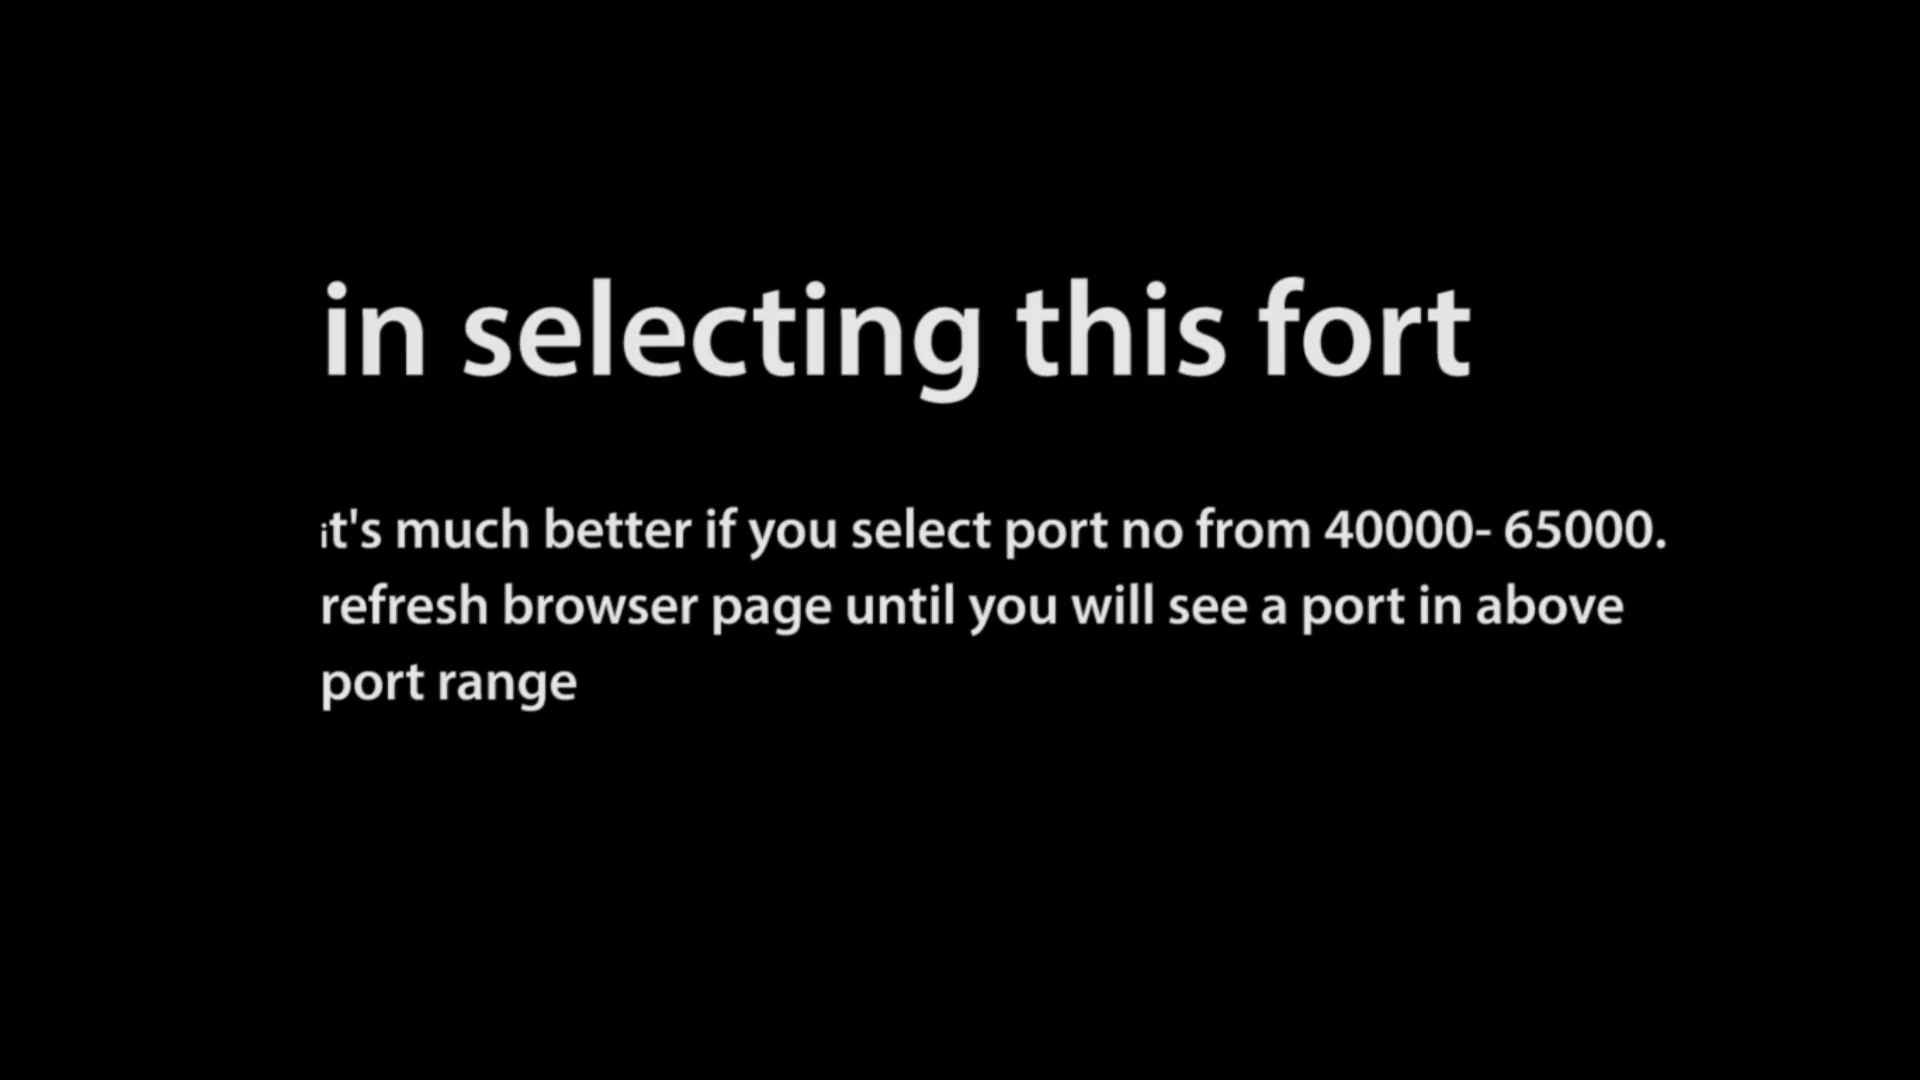 in selecting this fort
it's much better if you select port no from 40000- 65000.
refresh browser page until you will see a port in above
port range